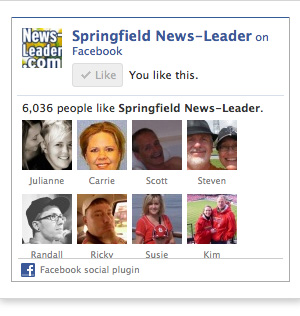 News-
Leader
.com
Springfield News-Leader on
Facebook
Like
You like this.
6,036 people like Springfield News-Leader.
Julianne
Carrie
Scott
Steven
Randall
Ricky
Susie
Kim
Facebook social plugin